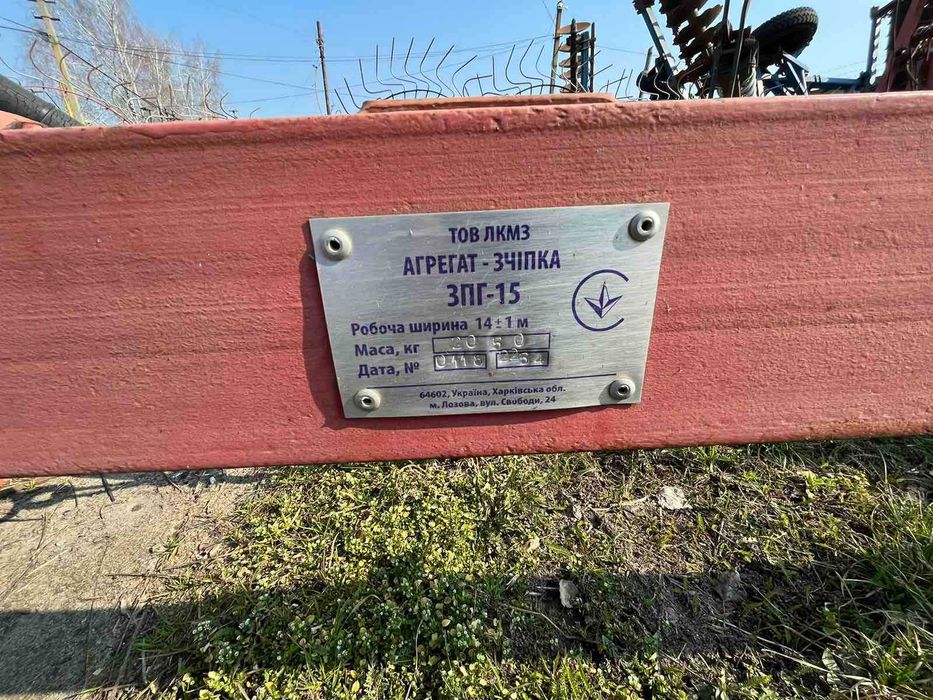 ТОВ ЛКМЗ
АГРЕГАТ - ЗЧІПКА
ЗПГ-15
Робоча ширина 14±1 м
Маса, кг 2050
Дата, № 0118 2234
64602, Україна, Харківська обл.
м. Лозова, вул. Свободи, 24